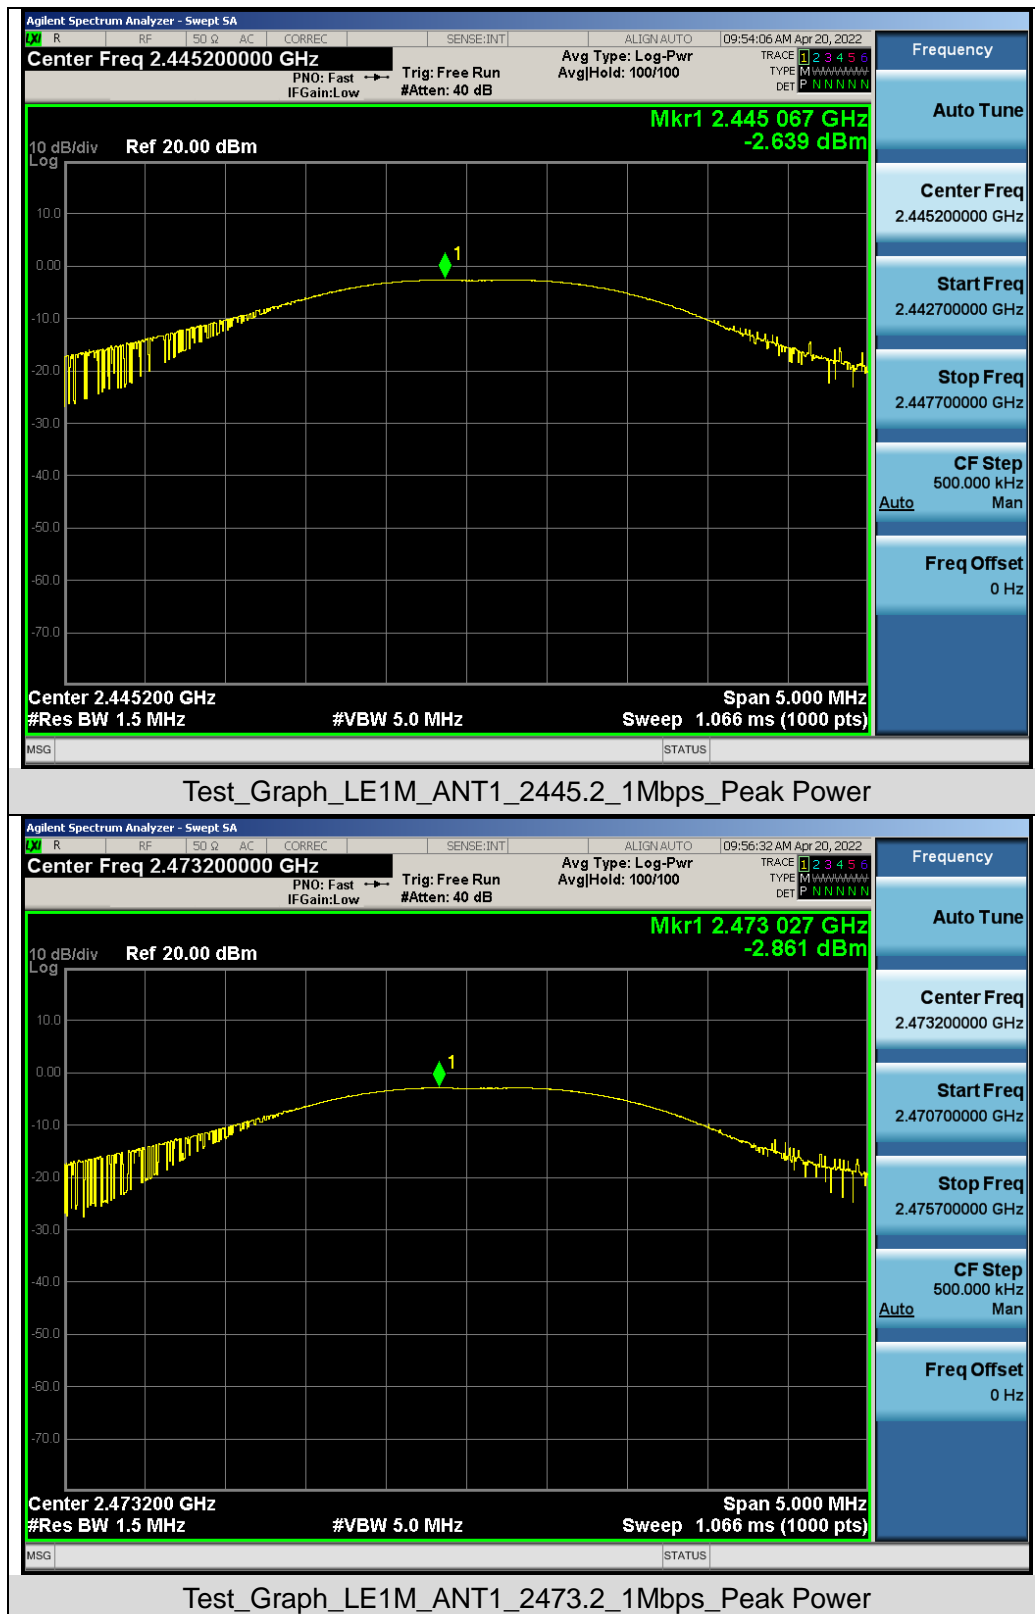 Agilent Spectrum Analyzer - Swept SA
LXI R RF 50 Ω AC CORREC SENSE:INT ALIGN AUTO 09:54:06 AM Apr 20, 2022
Center Freq 2.445200000 GHz
PNO: Fast
IFGain:Low
Trig: Free Run
#Atten: 40 dB
Avg Type: Log-Pwr
Avg|Hold: 100/100
TRACE 1 2 3 4 5 6
TYPE M WWWWW
DET P N N N N N
Mkr1 2.445 067 GHz
-2.639 dBm
10 dB/div Ref 20.00 dBm
Log
10.0
0.00
-10.0
-20.0
-30.0
-40.0
-50.0
-60.0
-70.0
1
Center 2.445200 GHz Span 5.000 MHz
#Res BW 1.5 MHz #VBW 5.0 MHz Sweep 1.066 ms (1000 pts)
MSG STATUS
Frequency
Auto Tune
Center Freq
2.445200000 GHz
Start Freq
2.442700000 GHz
Stop Freq
2.447700000 GHz
CF Step
500.000 kHz
Auto Man
Freq Offset
0 Hz
Test_Graph_LE1M_ANT1_2445.2_1Mbps_Peak Power
Agilent Spectrum Analyzer - Swept SA
LXI R RF 50 Ω AC CORREC SENSE:INT ALIGN AUTO 09:56:32 AM Apr 20, 2022
Center Freq 2.473200000 GHz
PNO: Fast
IFGain:Low
Trig: Free Run
#Atten: 40 dB
Avg Type: Log-Pwr
Avg|Hold: 100/100
TRACE 1 2 3 4 5 6
TYPE M WWWWW
DET P N N N N N
Mkr1 2.473 027 GHz
-2.861 dBm
10 dB/div Ref 20.00 dBm
Log
10.0
0.00
-10.0
-20.0
-30.0
-40.0
-50.0
-60.0
-70.0
1
Center 2.473200 GHz Span 5.000 MHz
#Res BW 1.5 MHz #VBW 5.0 MHz Sweep 1.066 ms (1000 pts)
MSG STATUS
Frequency
Auto Tune
Center Freq
2.473200000 GHz
Start Freq
2.470700000 GHz
Stop Freq
2.475700000 GHz
CF Step
500.000 kHz
Auto Man
Freq Offset
0 Hz
Test_Graph_LE1M_ANT1_2473.2_1Mbps_Peak Power